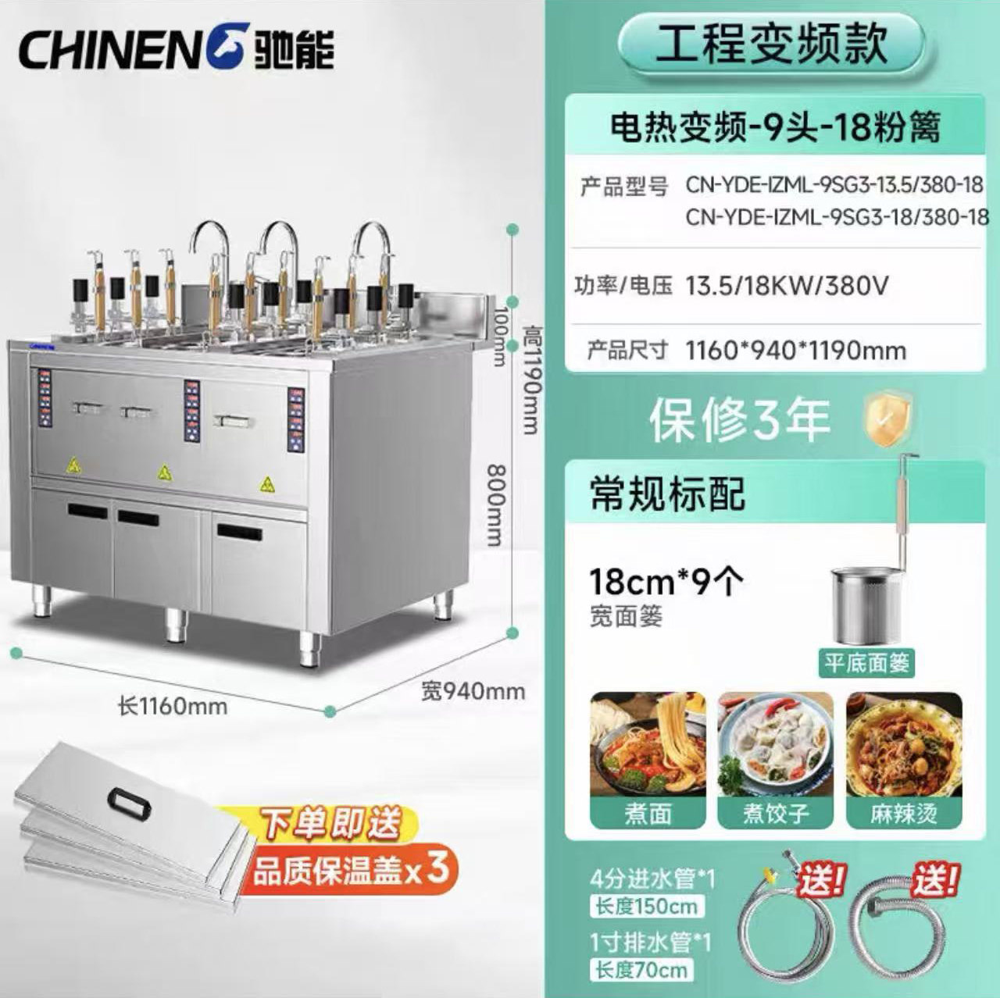 CHINENG驰能
工程变频款
电热变频-9头-18粉篱
产品型号 CN-YDE-IZML-9SG3-13.5/380-18
CN-YDE-IZML-9SG3-18/380-18
功率/电压 13.5/18KW/380V
产品尺寸 1160*940*1190mm
保修3年
常规标配
18cm*9个
宽面篓
平底面篓
煮面
煮饺子
麻辣烫
4分进水管*1
长度150cm
送!
1寸排水管*1
长度70cm
送!
100mm
高1190mm
800mm
长1160mm
宽940mm
下单即送
品质保温盖x3